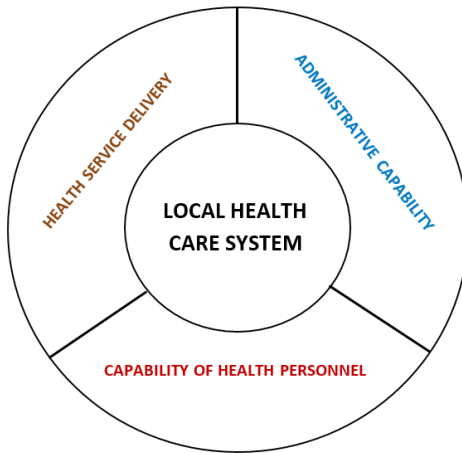 HEALTH SERVICE DELIVERY
ADMINISTRATIVE CAPABILITY
LOCAL HEALTH
CARE SYSTEM
CAPABILITY OF HEALTH PERSONNEL